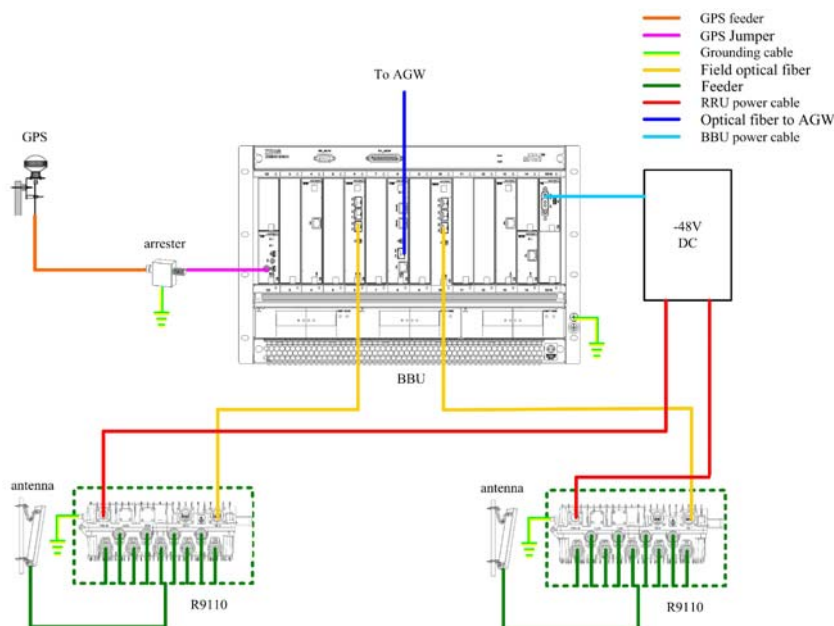 GPS feeder
GPS Jumper
Grounding cable
Field optical fiber
Feeder
RRU power cable
Optical fiber to AGW
BBU power cable
To AGW
GPS
-48V
DC
arrester
BBU
antenna
antenna
R9110
R9110